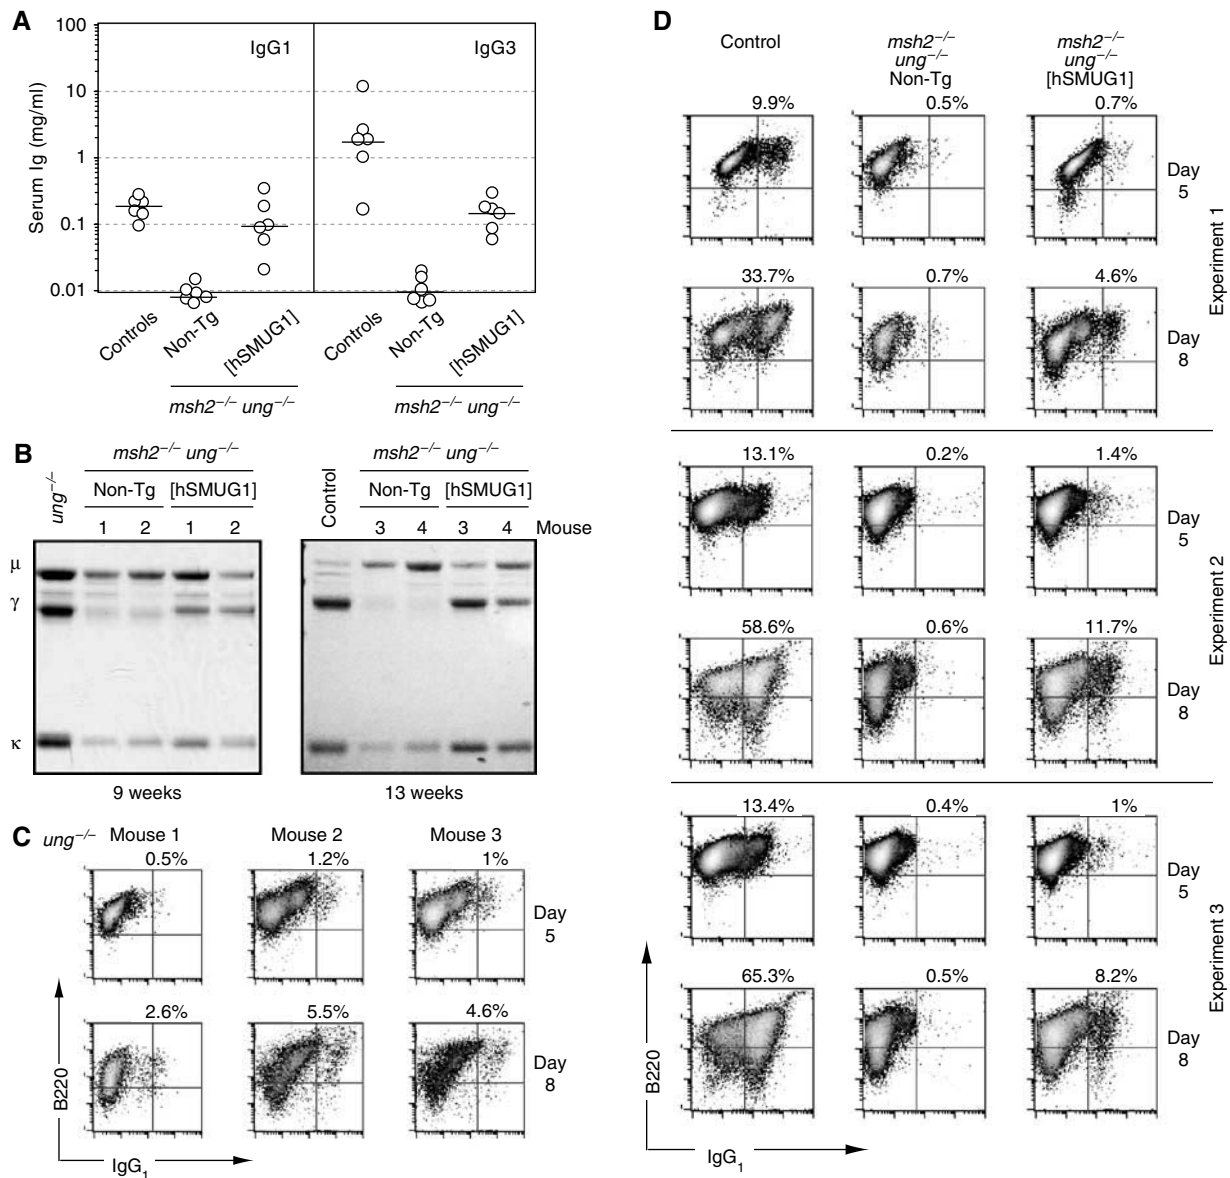 A
100
10
1
0.1
0.01
Serum Ig (mg/ml)
IgG1
IgG3
Controls
Non-Tg
[hSMUG1]
Controls
Non-Tg
[hSMUG1]
msh2–/– ung–/–
msh2–/– ung–/–
B
ung–/–
msh2–/– ung–/–
Non-Tg [hSMUG1]
1 2 1 2
μ
γ
κ
9 weeks
Control
msh2–/– ung–/–
Non-Tg [hSMUG1]
3 4 3 4 Mouse
13 weeks
C
ung–/– Mouse 1 Mouse 2 Mouse 3
0.5% 1.2% 1%
Day
5
2.6% 5.5% 4.6%
Day
8
B220
IgG1
D
Control
msh2–/–
ung–/–
Non-Tg
msh2–/–
ung–/–
[hSMUG1]
9.9% 0.5% 0.7%
Day
5
33.7% 0.7% 4.6%
Day
8
Experiment 1
13.1% 0.2% 1.4%
Day
5
58.6% 0.6% 11.7%
Day
8
Experiment 2
13.4% 0.4% 1%
Day
5
65.3% 0.5% 8.2%
Day
8
Experiment 3
B220
IgG1